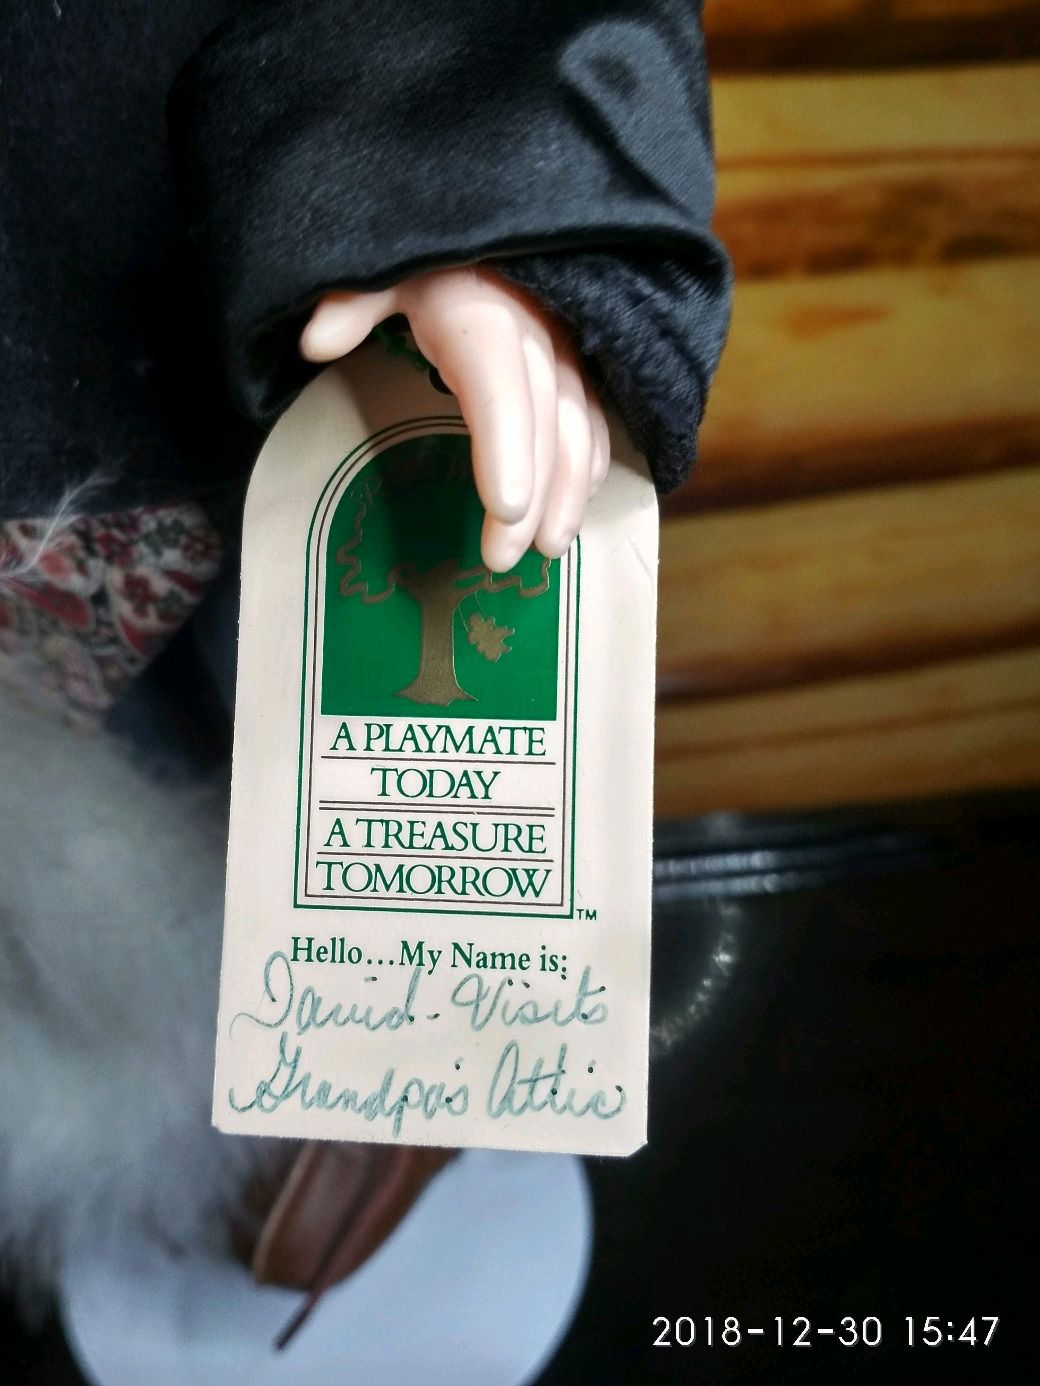 A PLAYMATE
TODAY
A TREASURE
TOMORROW
TM
Hello...My Name is:
David - Visits
Grandpa's Attic
2018-12-30 15:47